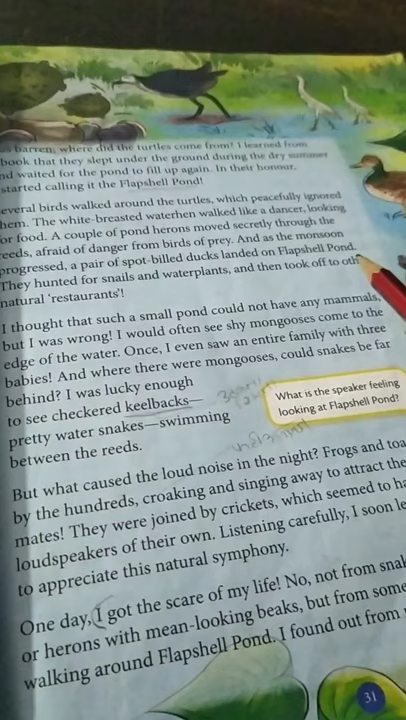 barren, where did the turtles come from? I learned from
book that they slept under the ground during the dry summer
nd waited for the pond to fill up again. In their honour,
started calling it the Flapshell Pond!
everal birds walked around the turtles, which peacefully ignored
hem. The white-breasted waterhen walked like a dancer, looking
or food. A couple of pond herons moved secretly through the
eeds, afraid of danger from birds of prey. And as the monsoon
progressed, a pair of spot-billed ducks landed on Flapshell Pond.
They hunted for snails and waterplants, and then took off to oth
natural 'restaurants'!
I thought that such a small pond could not have any mammals,
but I was wrong! I would often see shy mongooses come to the
edge of the water. Once, I even saw an entire family with three
babies! And where there were mongooses, could snakes be far
behind? I was lucky enough
to see checkered keelbacks—
pretty water snakes—swimming
between the reeds.
What is the speaker feeling
looking at Flapshell Pond?
But what caused the loud noise in the night? Frogs and toa
by the hundreds, croaking and singing away to attract the
mates! They were joined by crickets, which seemed to ha
loudspeakers of their own. Listening carefully, I soon le
to appreciate this natural symphony.
One day, I got the scare of my life! No, not from snak
or herons with mean-looking beaks, but from some
walking around Flapshell Pond. I found out from
31